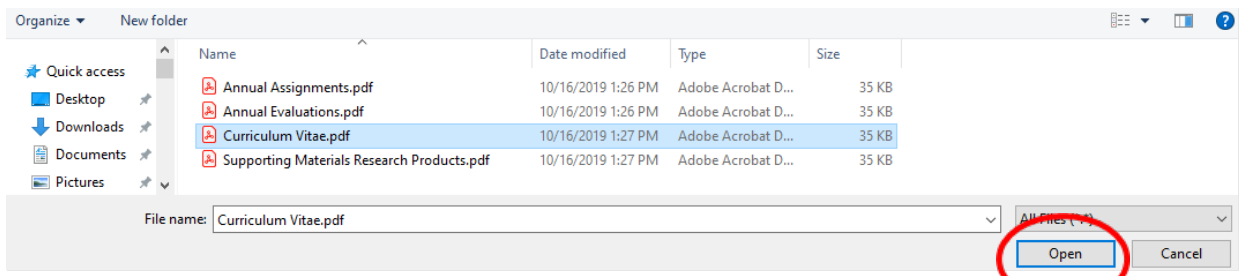 Organize New folder ?
Name Date modified Type Size
Quick access
Annual Assignments.pdf 10/16/2019 1:26 PM Adobe Acrobat D... 35 KB
Desktop
Annual Evaluations.pdf 10/16/2019 1:26 PM Adobe Acrobat D... 35 KB
Downloads
Curriculum Vitae.pdf 10/16/2019 1:27 PM Adobe Acrobat D... 35 KB
Documents
Supporting Materials Research Products.pdf 10/16/2019 1:27 PM Adobe Acrobat D... 35 KB
Pictures
File name: Curriculum Vitae.pdf All Files (*.*)
Open Cancel